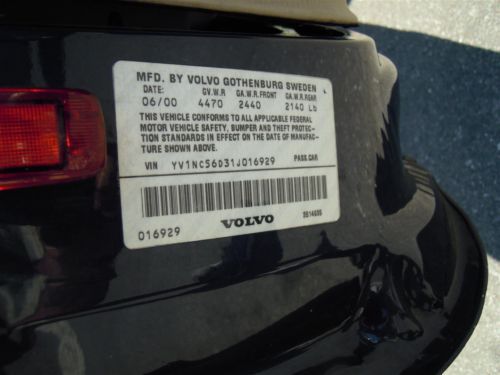 MFD. BY VOLVO GOTHENBURG SWEDEN
DATE: G.V.W.R GA.W.R.FRONT GA.W.R.REAR
06/00 4470 2440 2140 Lb
THIS VEHICLE CONFORMS TO ALL APPLICABLE FEDERAL
MOTOR VEHICLE SAFETY, BUMPER AND THEFT PROTEC-
TION STANDARDS IN EFFECT ON THE DATE OF MANUFAC-
TURE SHOWN ABOVE.
VIN YV1NC56D31J016929 PASS.CAR
VOLVO
016929